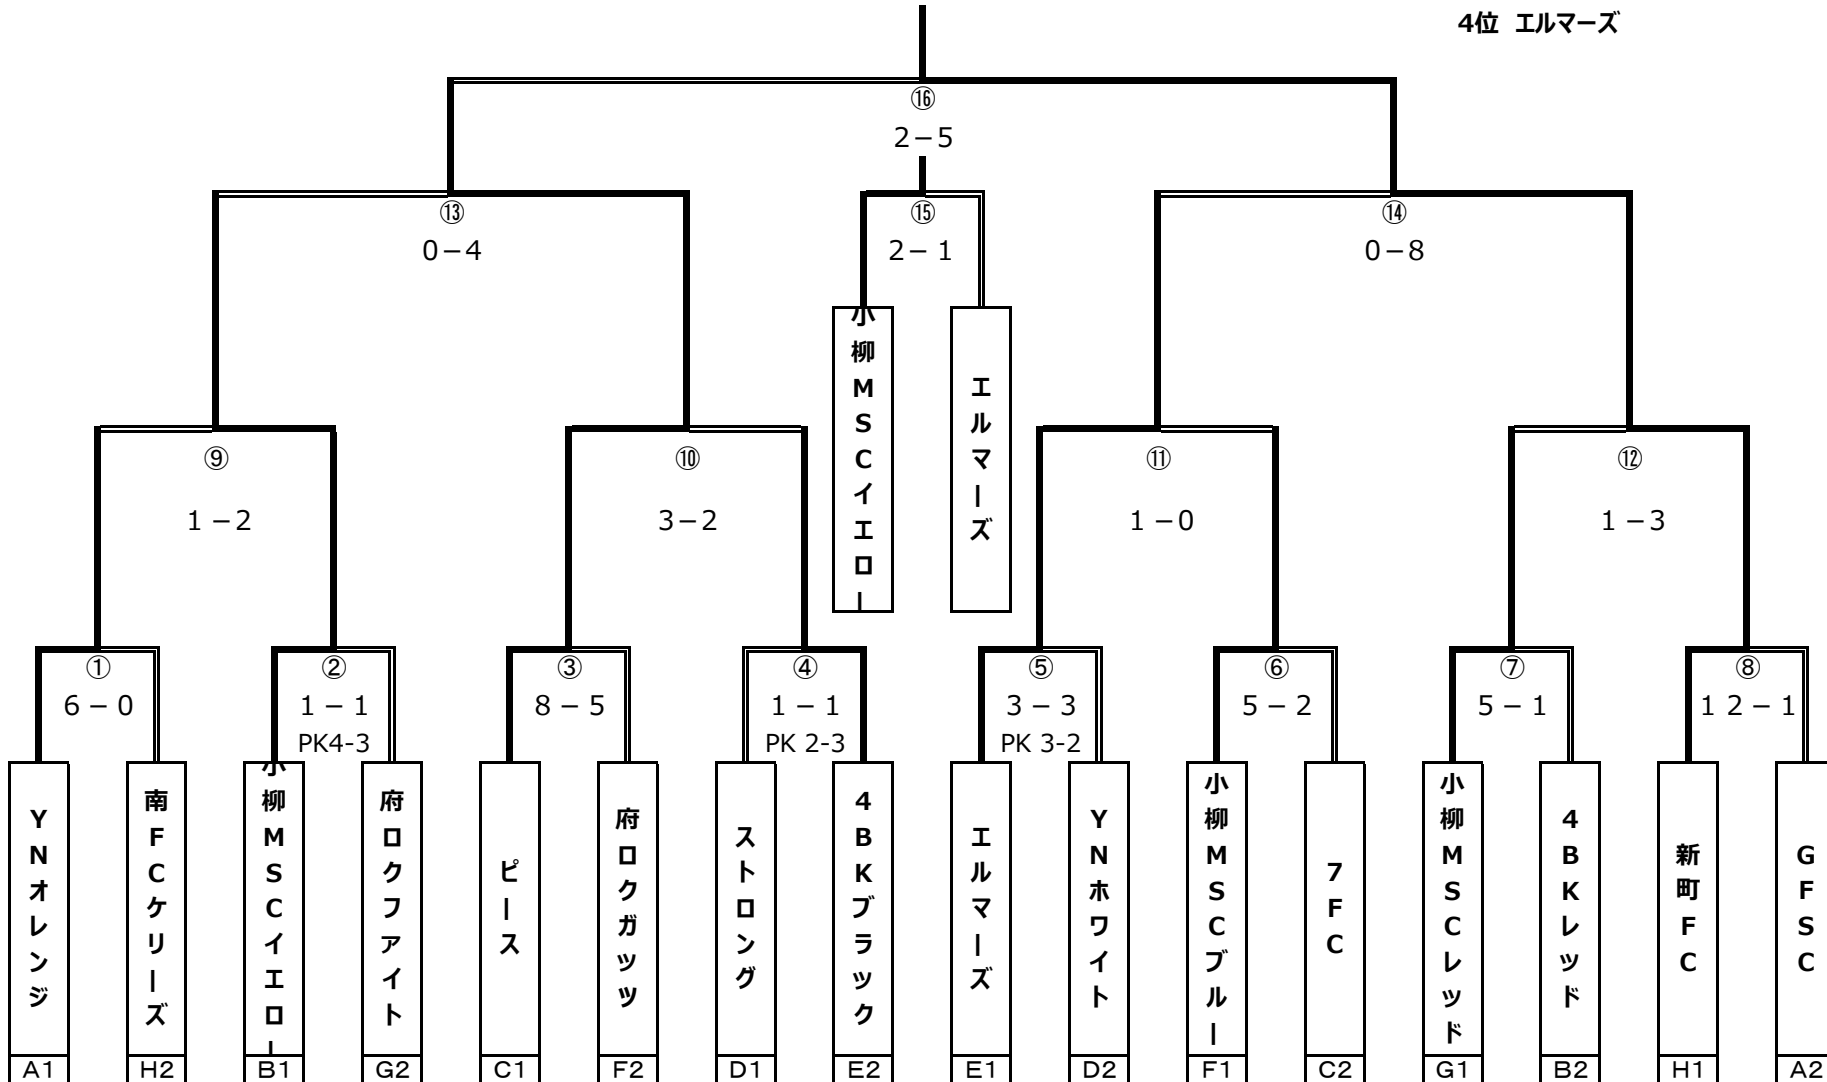 4位 エルマーズ
⑯
2－5
⑬
⑮
⑭
0－4
2－1
0－8
小柳MSCイエロー
エルマーズ
⑨
⑩
⑪
⑫
1－2
3－2
1－0
1－3
①
②
③
④
⑤
⑥
⑦
⑧
6－0
1－1
8－5
1－1
3－3
5－2
5－1
12－1
PK4-3
PK 2-3
PK 3-2
YNオレンジ
南FCケリーズ
小柳MSCイエロー
府ロクファイト
ピース
府ロクガッツ
ストロング
4BKブラック
エルマーズ
YNホワイト
小柳MSCブルー
7FC
小柳MSCレッド
4BKレッド
新町FC
GFSC
A1
H2
B1
G2
C1
F2
D1
E2
E1
D2
F1
C2
G1
B2
H1
A2